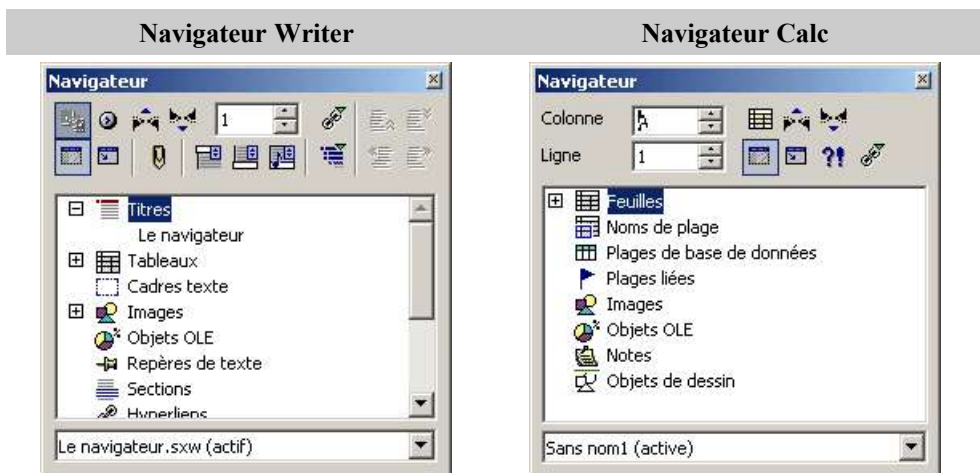 Navigateur Writer
Navigateur
1
Titres
Le navigateur
Tableaux
Cadres texte
Images
Objets OLE
Repères de texte
Sections
Hyperliens
Le navigateur.sxw (actif)
Navigateur Calc
Navigateur
Colonne A
Ligne 1
Feuilles
Noms de plage
Plages de base de données
Plages liées
Images
Objets OLE
Notes
Objets de dessin
Sans nom1 (active)